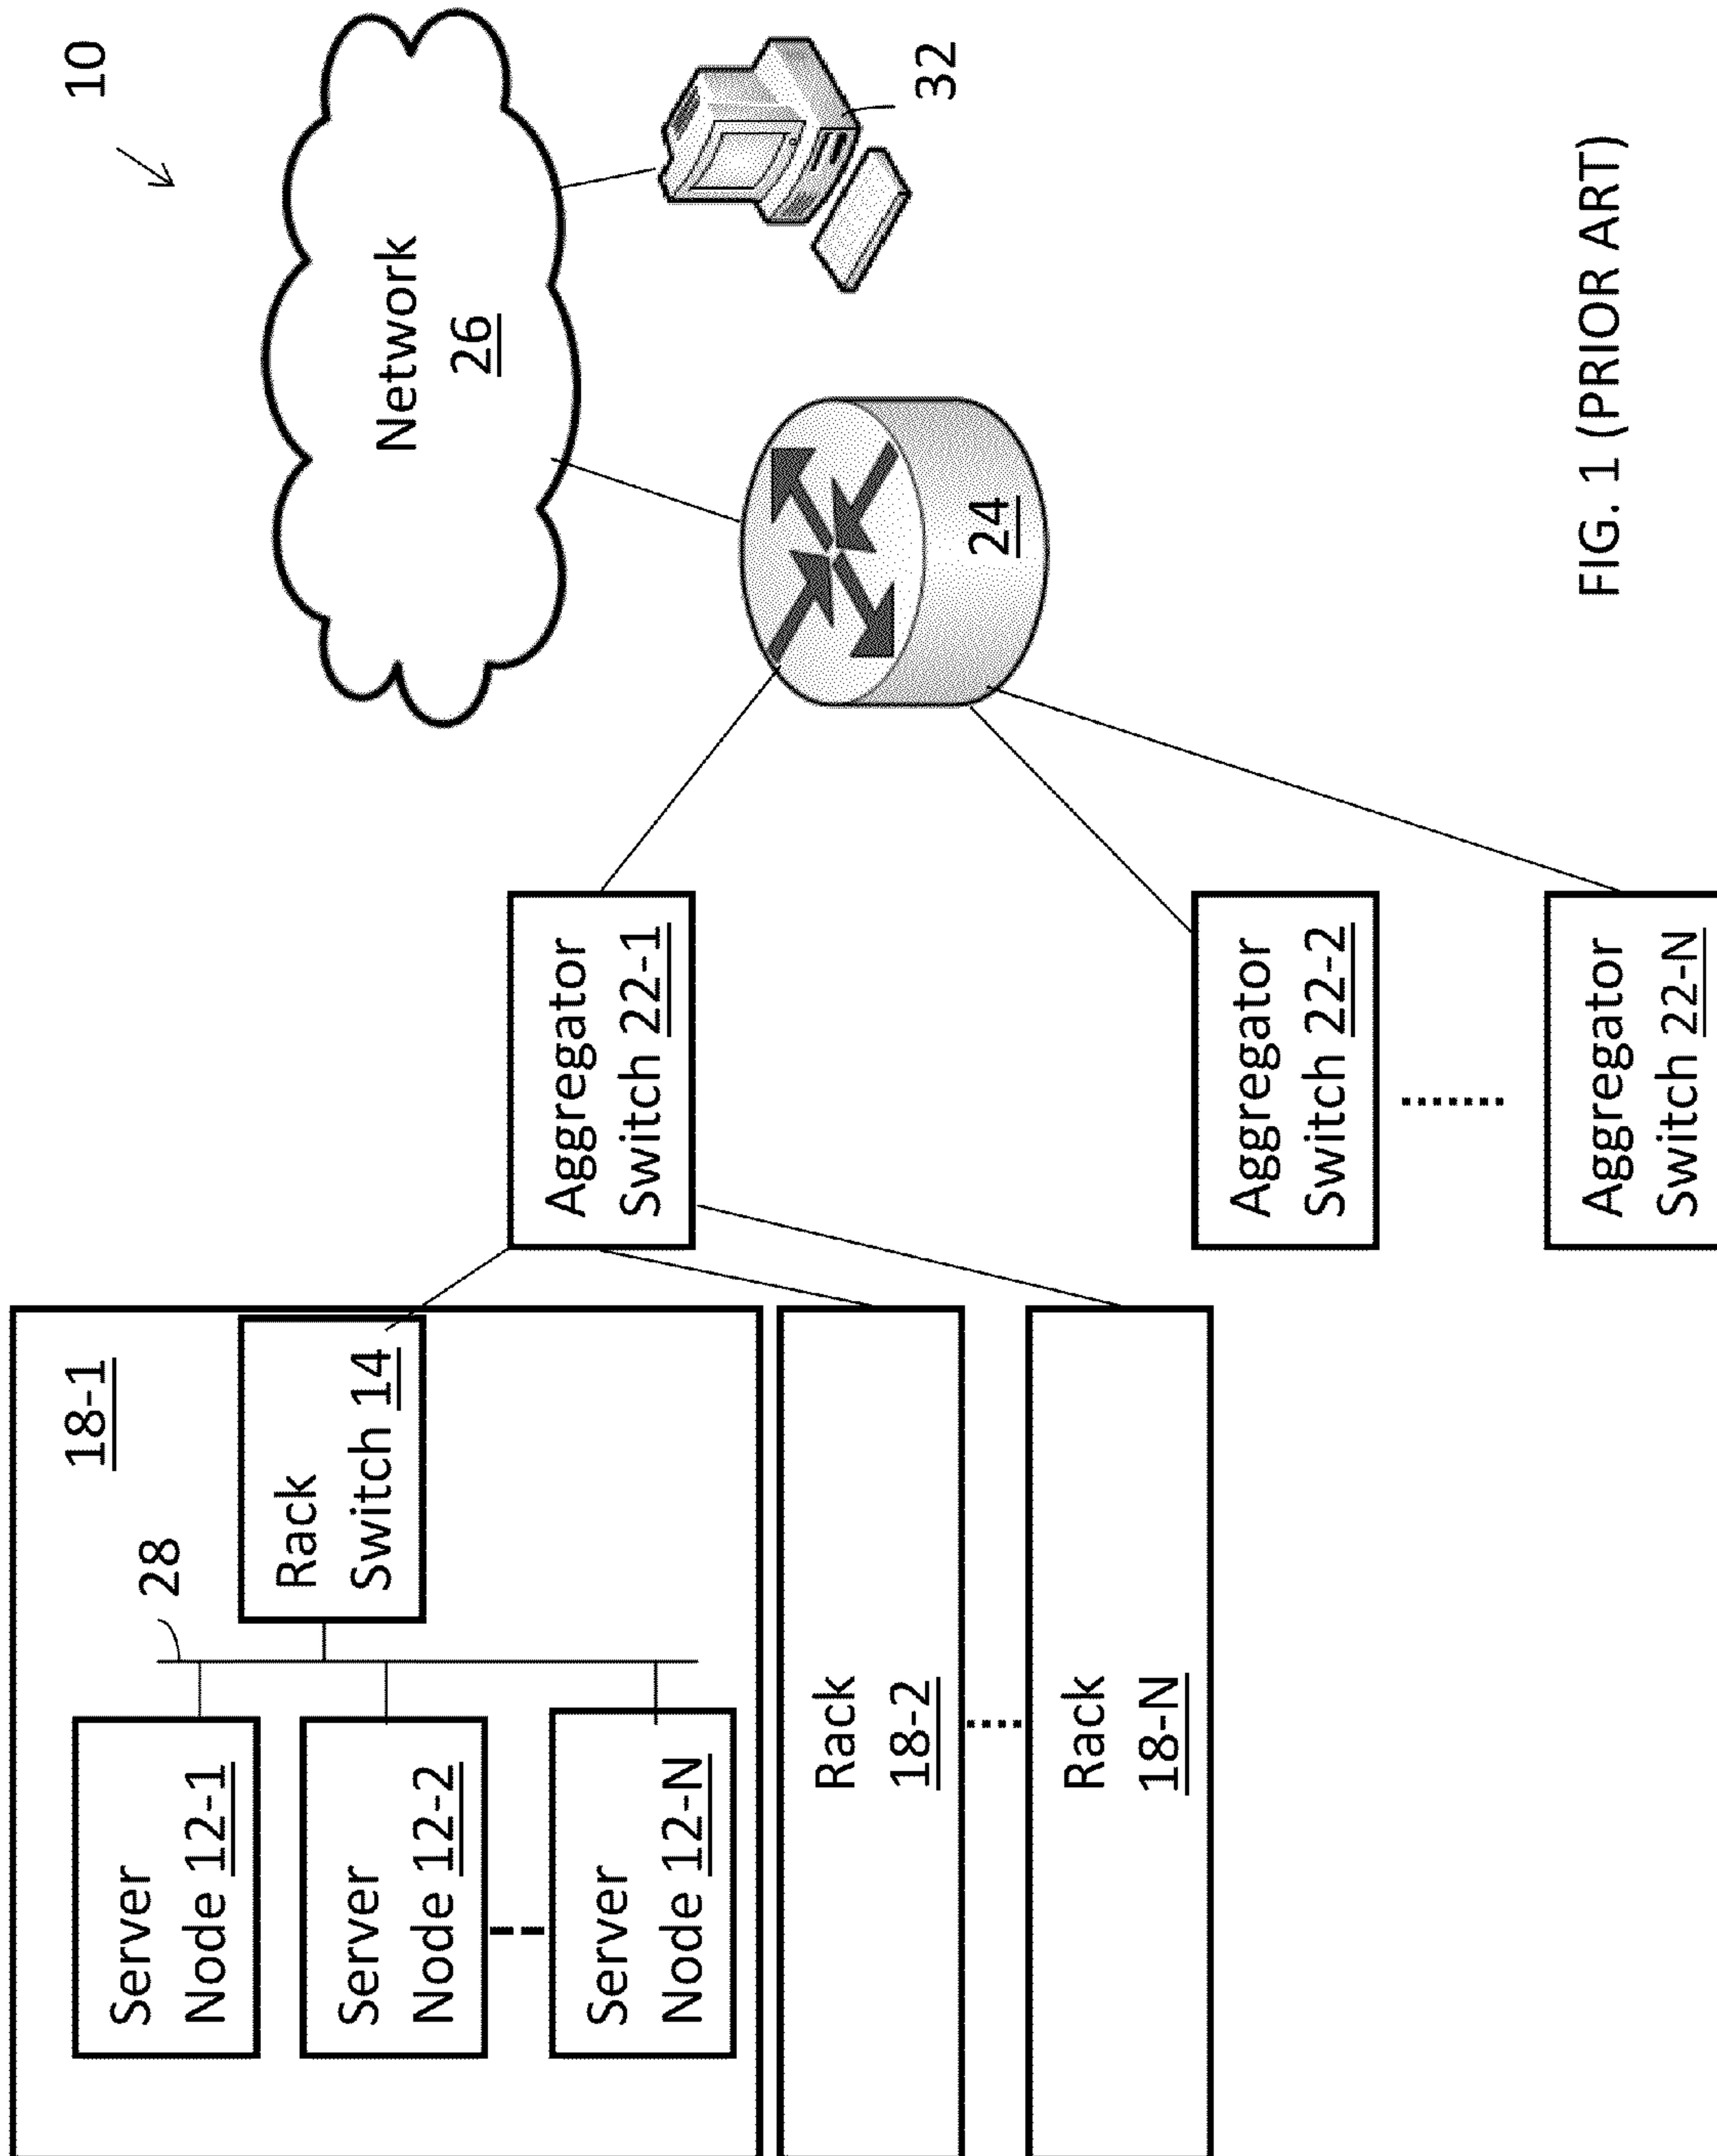 10
Network
26
32
24
Aggregator
Switch 22-1
Aggregator
Switch 22-2
Aggregator
Switch 22-N
18-1
28
Rack
Switch 14
Server
Node 12-1
Server
Node 12-2
Server
Node 12-N
Rack
18-2
Rack
18-N
FIG. 1 (PRIOR ART)